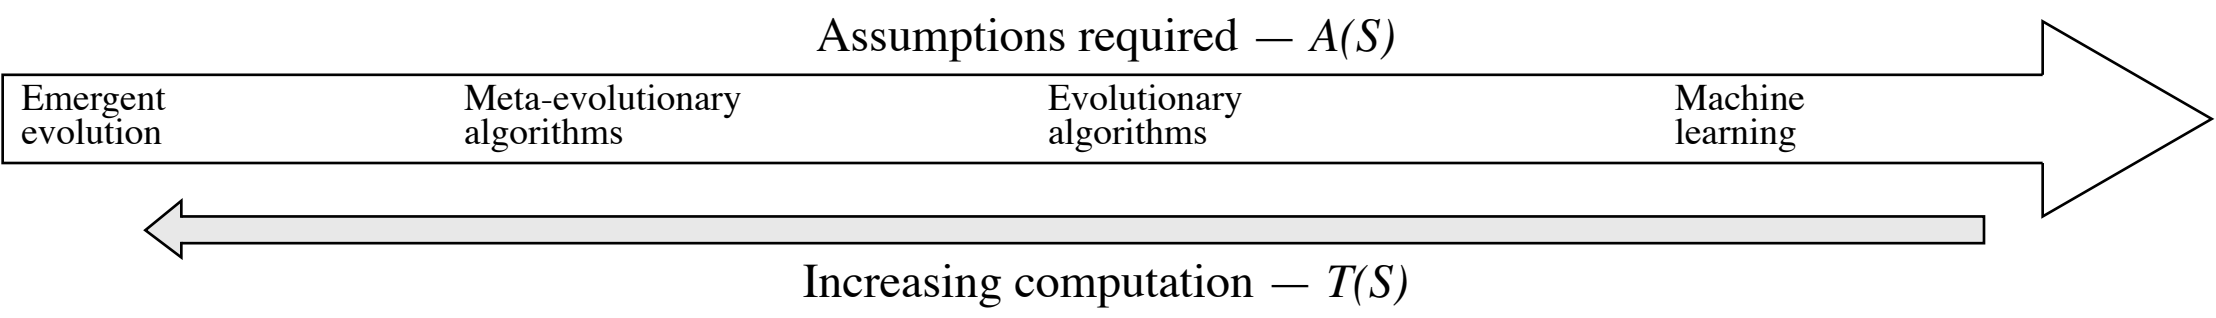 Assumptions required — A(S)
Emergent
evolution
Meta-evolutionary
algorithms
Evolutionary
algorithms
Machine
learning
Increasing computation — T(S)